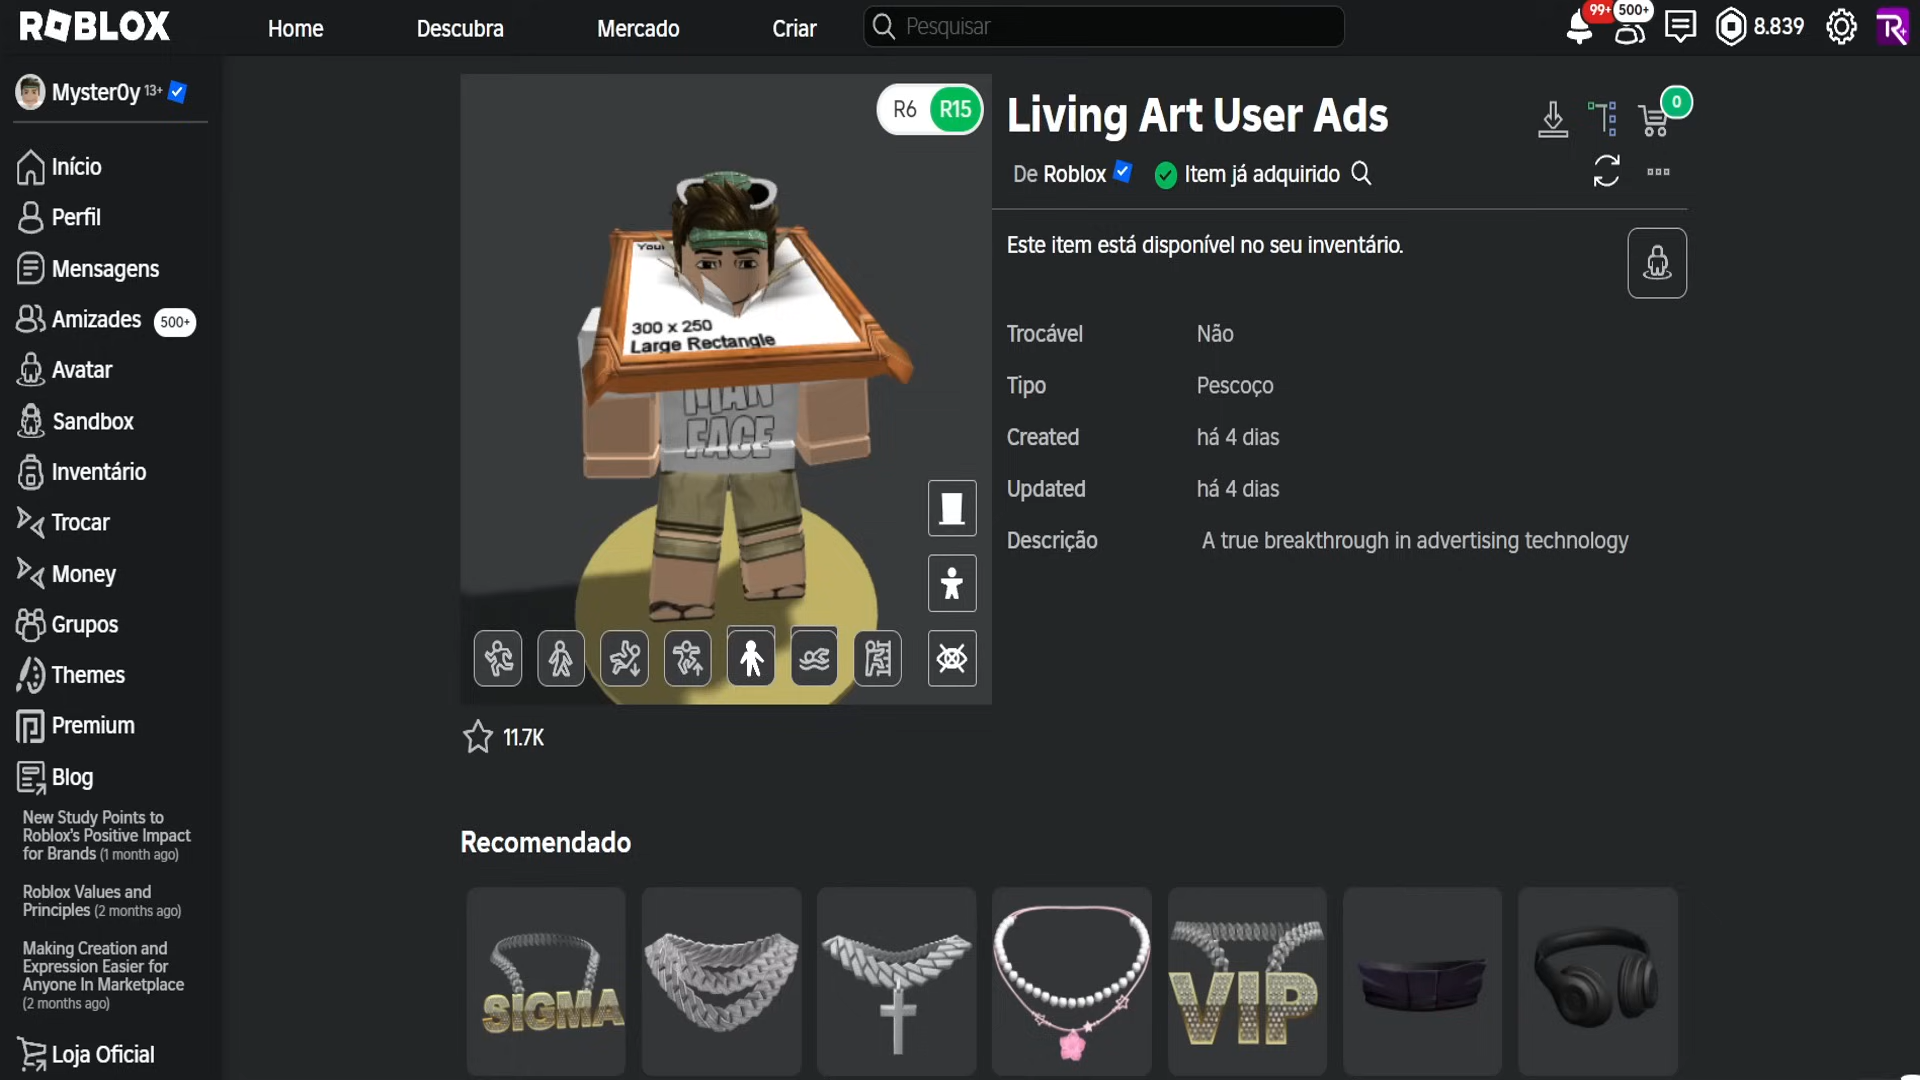 ROBLOX
Home
Descubra
Mercado
Criar
Pesquisar
99+
500+
8.839
Myster0y 13+
Início
Perfil
Mensagens
Amizades 500+
Avatar
Sandbox
Inventário
Trocar
Money
Grupos
Themes
Premium
Blog
New Study Points to
Roblox's Positive Impact
for Brands (1 month ago)
Roblox Values and
Principles (2 months ago)
Making Creation and
Expression Easier for
Anyone In Marketplace
(2 months ago)
Loja Oficial
R6 R15
Your
300 x 250
Large Rectangle
MAN
FACE
11.7K
Living Art User Ads
0
De Roblox
Item já adquirido
Este item está disponível no seu inventário.
Trocável Não
Tipo Pescoço
Created há 4 dias
Updated há 4 dias
Descrição A true breakthrough in advertising technology
Recomendado
SIGMA
VIP